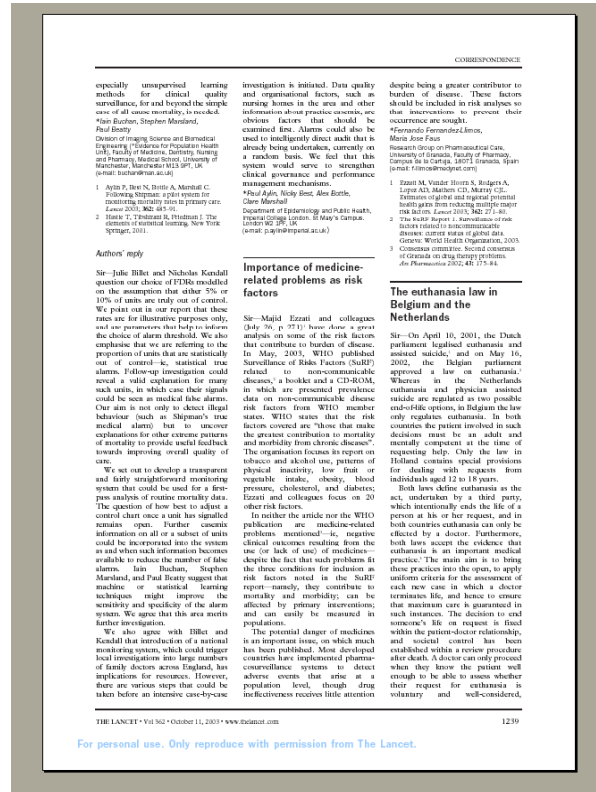 CORRESPONDENCE
especially unsupervised learning
methods for clinical quality
surveillance, for and beyond the simple
case of all cause mortality, is needed.
*Iain Buchan, Stephen Marsland,
Paul Beatty
Division of Imaging Science and Biomedical
Engineering (*Evidence for Population Health
Unit), Faculty of Medicine, Dentistry, Nursing
and Pharmacy, Medical School, University of
Manchester, Manchester M13 9PT, UK
(e-mail: buchan@man.ac.uk)
1 Aylin P, Best N, Bottle A, Marshall C.
Following Shipman: a pilot system for
monitoring mortality rates in primary care.
Lancet 2003; 362: 485–91.
2 Hastie T, Tibshirani R, Friedman J. The
elements of statistical learning. New York
Springer, 2001.
Authors' reply
Sir—Julie Billet and Nicholas Kendall
question our choice of FDRs modelled
on the assumption that either 5% or
10% of units are truly out of control.
We point out in our report that these
rates are for illustrative purposes only,
and are parameters that help to inform
the choice of alarm threshold. We also
emphasise that we are referring to the
proportion of units that are statistically
out of control—ie, statistical true
alarms. Follow-up investigation could
reveal a valid explanation for many
such units, in which case their signals
could be seen as medical false alarms.
Our aim is not only to detect illegal
behaviour (such as Shipman's true
medical alarm) but to uncover
explanations for other extreme patterns
of mortality to provide useful feedback
towards improving overall quality of
care.
We set out to develop a transparent
and fairly straightforward monitoring
system that could be used for a first-
pass analysis of routine mortality data.
The question of how best to adjust a
control chart once a unit has signalled
remains open. Further casemix
information on all or a subset of units
could be incorporated into the system
as and when such information becomes
available to reduce the number of false
alarms. Iain Buchan, Stephen
Marsland, and Paul Beatty suggest that
machine or statistical learning
techniques might improve the
sensitivity and specificity of the alarm
system. We agree that this area merits
further investigation.
We also agree with Billet and
Kendall that introduction of a national
monitoring system, which could trigger
local investigations into large numbers
of family doctors across England, has
implications for resources. However,
there are various steps that could be
taken before an intensive case-by-case
investigation is initiated. Data quality
and organisational factors, such as
nursing homes in the area and other
information about practice casemix, are
obvious factors that should be
examined first. Alarms could also be
used to intelligently direct audit that is
already being undertaken, currently on
a random basis. We feel that this
system would serve to strengthen
clinical governance and performance
management mechanisms.
*Paul Aylin, Nicky Best, Alex Bottle,
Clare Marshall
Department of Epidemiology and Public Health,
Imperial College London, St Mary's Campus,
London W2 1PF, UK
(e-mail: p.aylin@imperial.ac.uk)
Importance of medicine-
related problems as risk
factors
Sir—Majid Ezzati and colleagues
(July 26, p 271)¹ have done a great
analysis on some of the risk factors
that contribute to burden of disease.
In May, 2003, WHO published
Surveillance of Risks Factors (SuRF)
related to non-communicable
diseases,² a booklet and a CD-ROM,
in which are presented prevalence
data on non-communicable disease
risk factors from WHO member
states. WHO states that the risk
factors covered are "those that make
the greatest contribution to mortality
and morbidity from chronic diseases".
The organisation focuses its report on
tobacco and alcohol use, patterns of
physical inactivity, low fruit or
vegetable intake, obesity, blood
pressure, cholesterol, and diabetes;
Ezzati and colleagues focus on 20
other risk factors.
In neither the article nor the WHO
publication are medicine-related
problems mentioned³—ie, negative
clinical outcomes resulting from the
use (or lack of use) of medicines—
despite the fact that such problems fit
the three conditions for inclusion as
risk factors noted in the SuRF
report—namely, they contribute to
mortality and morbidity; can be
affected by primary interventions;
and can easily be measured in
populations.
The potential danger of medicines
is an important issue, on which much
has been published. Most developed
countries have implemented pharma-
cosurveillance systems to detect
adverse events that arise at a
population level, though drug
ineffectiveness receives little attention
despite being a greater contributor to
burden of disease. These factors
should be included in risk analyses so
that interventions to prevent their
occurrence are sought.
*Fernando Fernandez-Llimos,
Maria Jose Faus
Research Group on Pharmaceutical Care,
University of Granada, Faculty of Pharmacy,
Campus de la Cartuja, 18071 Granada, Spain
(e-mail: f-llimos@medynet.com)
1 Ezzati M, Vander Hoorn S, Rodgers A,
Lopez AD, Mathers CD, Murray CJL.
Estimates of global and regional potential
health gains from reducing multiple major
risk factors. Lancet 2003; 362: 271–80.
2 The SuRF Report 1. Surveillance of risk
factors related to noncommunicable
diseases: current status of global data.
Geneva: World Health Organization, 2003.
3 Consensus committee. Second consensus
of Granada on drug therapy problems.
Ars Pharmaceutica 2002; 43: 175–84.
The euthanasia law in
Belgium and the
Netherlands
Sir—On April 10, 2001, the Dutch
parliament legalised euthanasia and
assisted suicide,¹ and on May 16,
2002, the Belgian parliament
approved a law on euthanasia.²
Whereas in the Netherlands
euthanasia and physician assisted
suicide are regulated as two possible
end-of-life options, in Belgium the law
only regulates euthanasia. In both
countries the patient involved in such
decisions must be an adult and
mentally competent at the time of
requesting help. Only the law in
Holland contains special provisions
for dealing with requests from
individuals aged 12 to 18 years.
Both laws define euthanasia as the
act, undertaken by a third party,
which intentionally ends the life of a
person at his or her request, and in
both countries euthanasia can only be
effected by a doctor. Furthermore,
both laws accept the evidence that
euthanasia is an important medical
practice.³ The main aim is to bring
these practices into the open, to apply
uniform criteria for the assessment of
each new case in which a doctor
terminates life, and hence to ensure
that maximum care is guaranteed in
such instances. The decision to end
someone's life on request is fixed
within the patient-doctor relationship,
and societal control has been
established within a review procedure
after death. A doctor can only proceed
when they know the patient well
enough to be able to assess whether
their request for euthanasia is
voluntary and well-considered,
THE LANCET • Vol 362 • October 11, 2003 • www.thelancet.com
1239
For personal use. Only reproduce with permission from The Lancet.